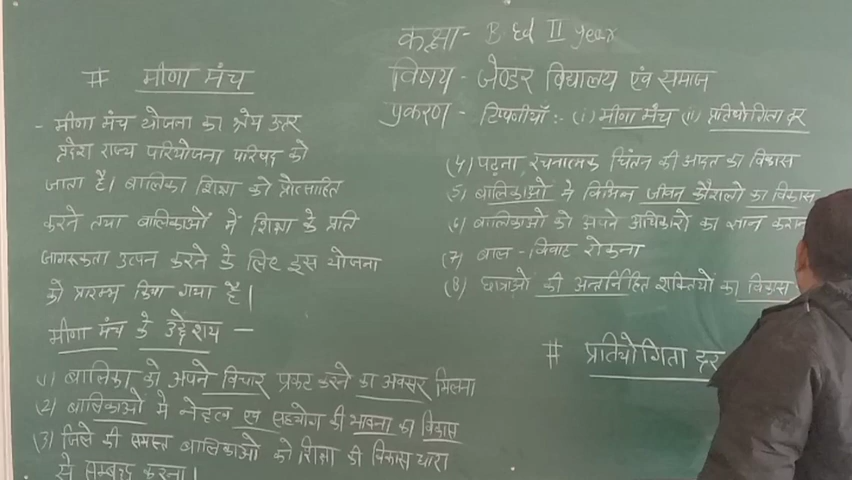 कक्षा- B Ed II Year
विषय - जेण्डर विद्यालय एवं समाज
प्रकरण - टिप्पणीयाँ :- (i) मीना मंच (ii) प्रतियोगिता दर
# मीना मंच
- मीना मंच योजना का श्रेय उत्तर
प्रदेश राज्य परियोजना परिषद को
जाता है। बालिका शिक्षा को प्रोत्साहित
करने तथा बालिकाओं में शिक्षा के प्रति
जागरूकता उत्पन करने के लिए इस योजना
को प्रारम्भ किया गया है।
मीना मंच के उद्देशय -
(1) बालिका को अपने विचार प्रकट करने का अवसर मिलना
(2) बालिकाओं मे नेतृत्व एवं सहयोग की भावना का विकास
(3) जिले की समस्त बालिकाओं को शिक्षा की विकास धारा
से सम्बद्ध करना।
(4) पढ़ना, रचनात्मक चिंतन की आदत का विकास
(5) बालिकाओं मे विभिन्न जीवन कौशलो का विकास
(6) बालिकाओं को अपने अधिकारो का ज्ञान कराना
(7) बाल - विवाह रोकना
(8) छात्राओं की अन्तर्निहित शक्तियों का विकास
# प्रतियोगिता दर